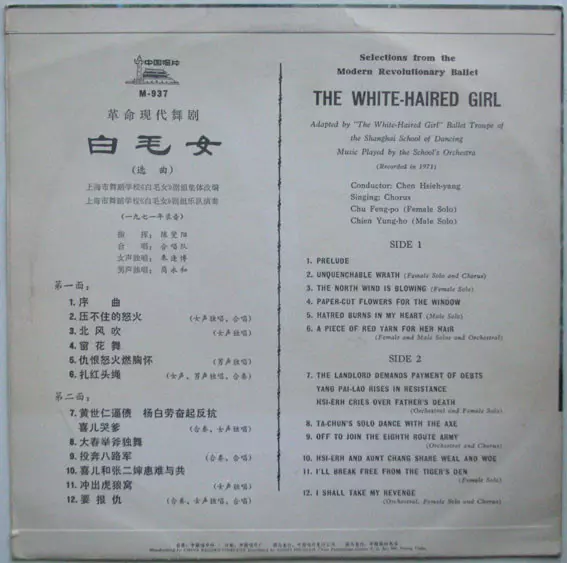 中国唱片
M-937
革命现代舞剧
白毛女
(选曲)
上海市舞蹈学校《白毛女》剧组集体改编
上海市舞蹈学校《白毛女》剧组乐队演奏
(一九七一年录音)
指挥:陈燮阳
合唱:合唱队
女声独唱:朱逢博
男声独唱:
第一面:
1. 序曲
2. 压不住的怒火 (女声独唱、合唱)
3. 北风吹 (女声独唱)
4. 窗花舞
5. 仇恨怒火燃胸怀 (男声独唱)
6. 扎红头绳 (女声、男声独唱、合奏)
第二面:
7. 黄世仁逼债 杨白劳奋起反抗
喜儿哭爹 (合奏、女声独唱)
8. 大春举斧独舞
9. 投奔八路军 (合奏、合唱)
10. 喜儿和张二婶患难与共
11. 冲出虎狼窝 (女声独唱)
12. 要报仇 (合奏、女声独唱、合唱)
Selections from the
Modern Revolutionary Ballet
THE WHITE-HAIRED GIRL
Adapted by "The White-Haired Girl" Ballet Troupe of
the Shanghai School of Dancing
Music Played by the School's Orchestra
(Recorded in 1971)
Conductor: Chen Hsieh-yang
Singing: Chorus
Chu Feng-po (Female Solo)
Chien Yung-ho (Male Solo)
SIDE 1
1. PRELUDE
2. UNQUENCHABLE WRATH (Female Solo and Chorus)
3. THE NORTH WIND IS BLOWING (Female Solo)
4. PAPER-CUT FLOWERS FOR THE WINDOW
5. HATRED BURNS IN MY HEART (Male Solo)
6. A PIECE OF RED YARN FOR HER HAIR
(Female and Male Solos and Orchestral)
SIDE 2
7. THE LANDLORD DEMANDS PAYMENT OF DEBTS
YANG PAI-LAO RISES IN RESISTANCE
HSI-ERH CRIES OVER FATHER'S DEATH
(Orchestral and Female Solo)
8. TA-CHUN'S SOLO DANCE WITH THE AXE
9. OFF TO JOIN THE EIGHTH ROUTE ARMY
(Orchestral and Chorus)
10. HSI-ERH AND AUNT CHANG SHARE WEAL AND WOE
11. I'LL BREAK FREE FROM THE TIGER'S DEN
(Female Solo)
12. I SHALL TAKE MY REVENGE
(Orchestral, Female Solo and Chorus)